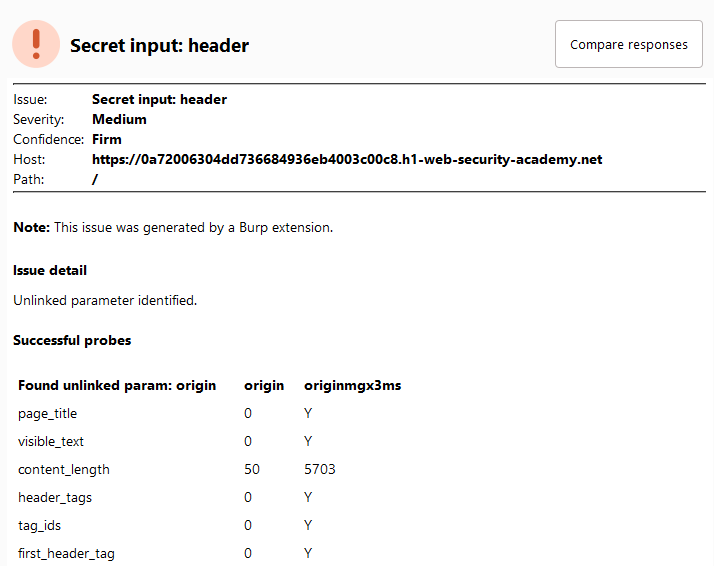 Secret input: header
Compare responses
Issue: Secret input: header
Severity: Medium
Confidence: Firm
Host: https://0a72006304dd736684936eb4003c00c8.h1-web-security-academy.net
Path: /
Note: This issue was generated by a Burp extension.
Issue detail
Unlinked parameter identified.
Successful probes
Found unlinked param: origin origin originmgx3ms
page_title 0 Y
visible_text 0 Y
content_length 50 5703
header_tags 0 Y
tag_ids 0 Y
first_header_tag 0 Y